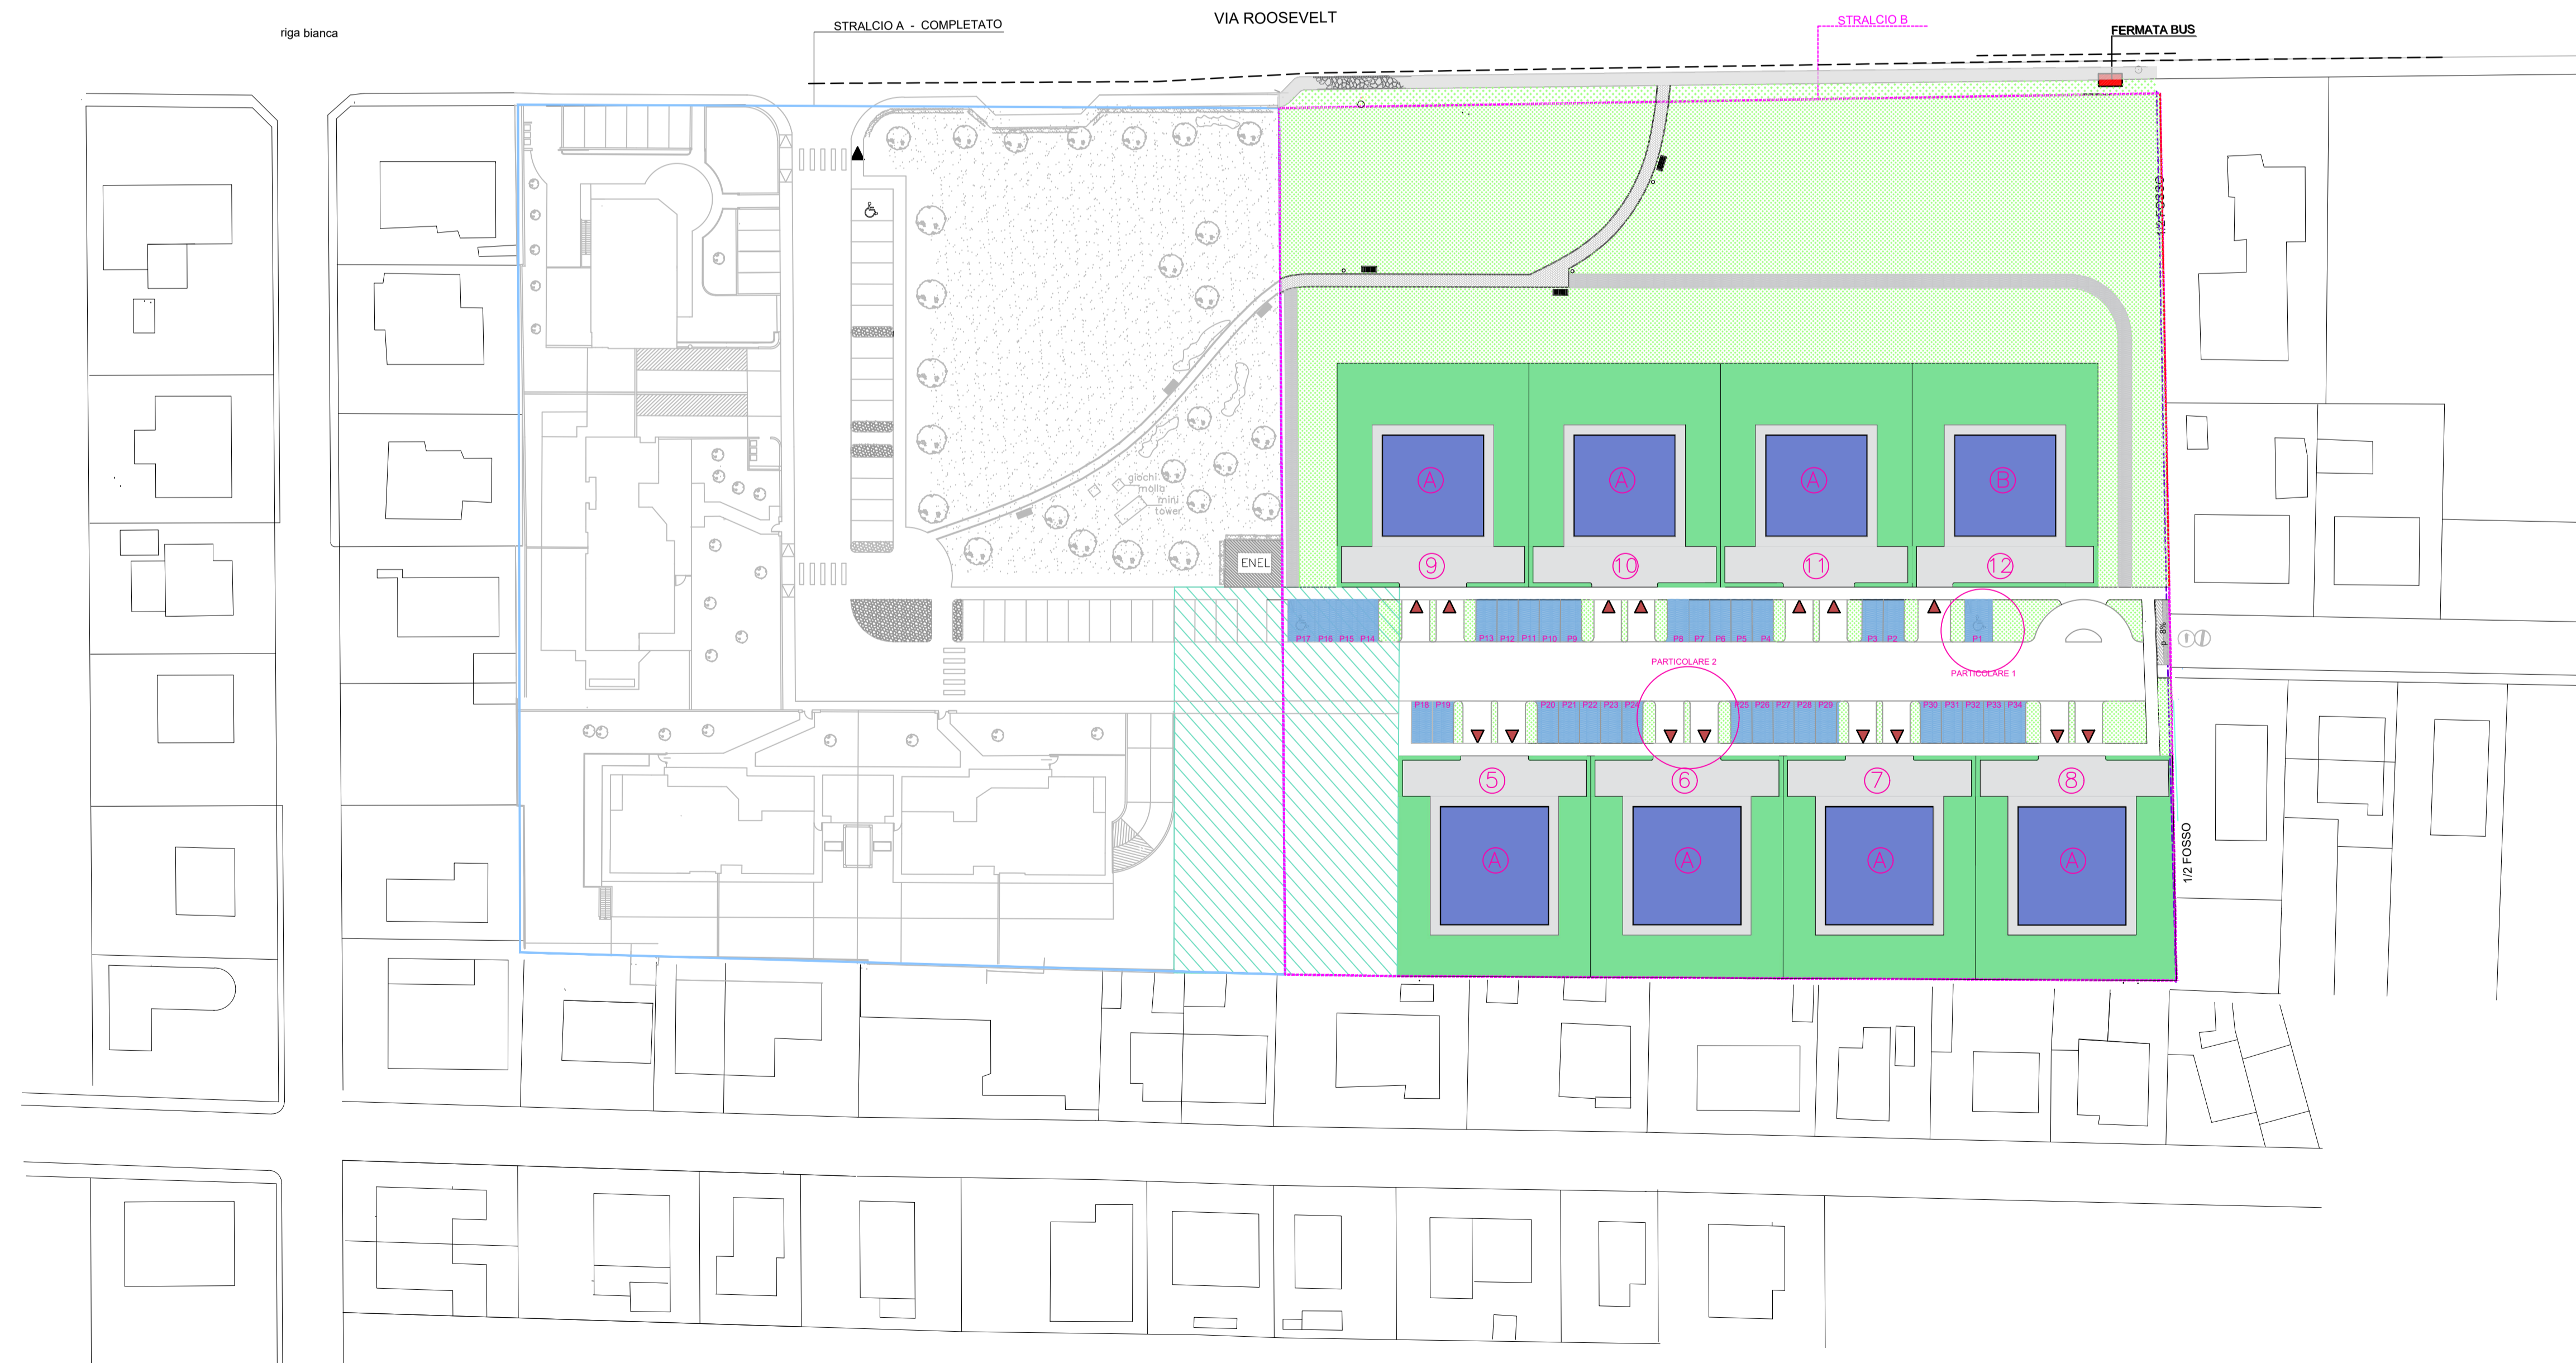 VIA ROOSEVELT
STRALCIO A - COMPLETATO
STRALCIO B
FERMATA BUS
riga bianca
1/2 FOSSO
giochi
molla
mini
tower
ENEL
A
A
A
B
9
10
11
12
P17 P16 P15 P14
P13 P12 P11 P10 P9
P8 P7 P6 P5 P4
P3 P2
P1
p 8%
PARTICOLARE 2
PARTICOLARE 1
P18 P19
P20 P21 P22 P23 P24
P25 P26 P27 P28 P29
P30 P31 P32 P33 P34
5
6
7
8
A
A
A
A
1/2 FOSSO